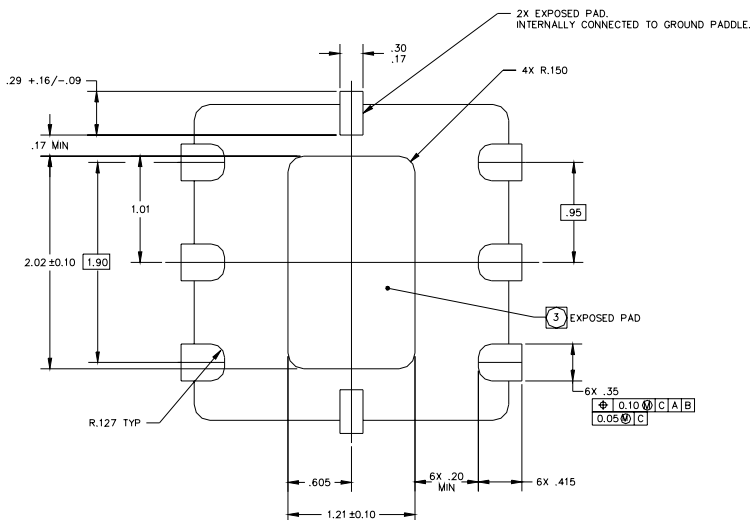 2X EXPOSED PAD.
INTERNALLY CONNECTED TO GROUND PADDLE.
.30
.17
4X R.150
.29 +.16/-.09
.17 MIN
1.01
.95
2.02±0.10
1.90
3 EXPOSED PAD
6X .35
⌖ 0.10 Ⓜ C A B
0.05 Ⓜ C
R.127 TYP
.605
6X .20
MIN
6X .415
1.21±0.10